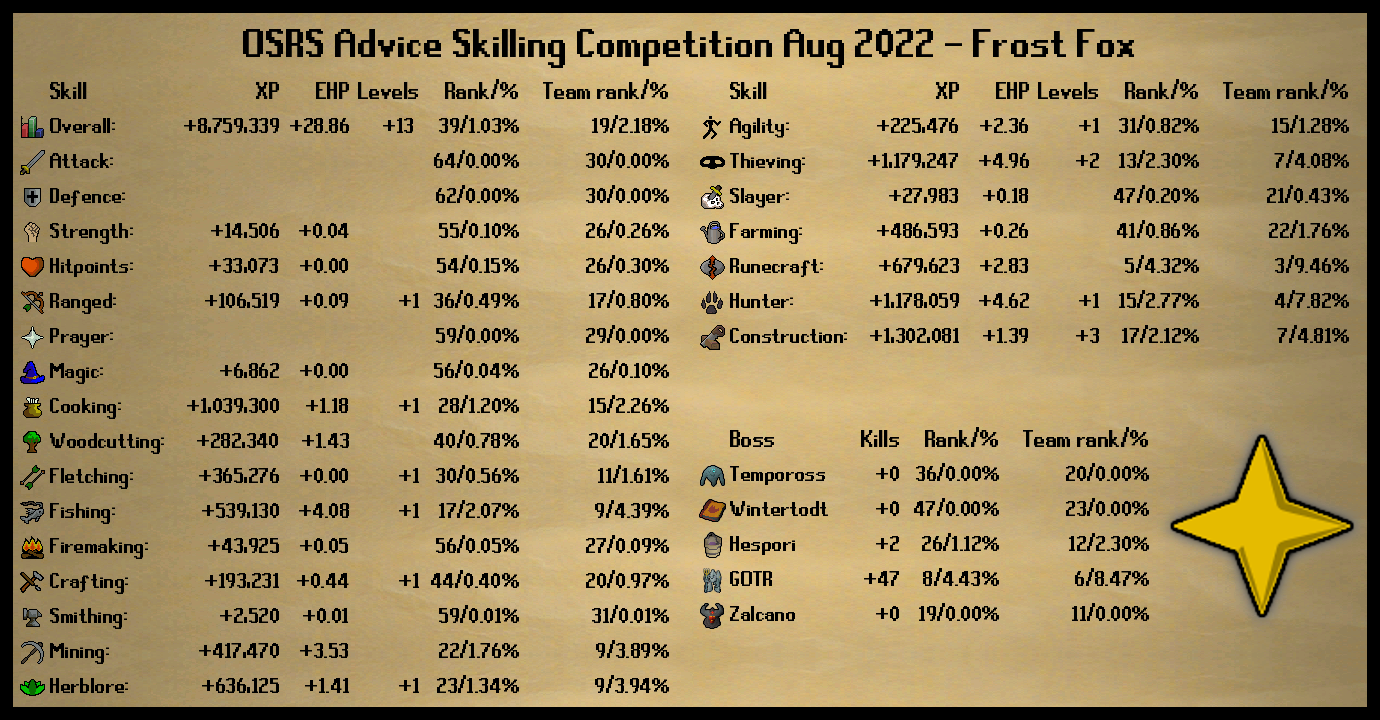 OSRS Advice Skilling Competition Aug 2022 - Frost Fox
Skill XP EHP Levels Rank/% Team rank/%
Overall: +8,759,339 +28.86 +13 39/1.03% 19/2.18%
Attack: 64/0.00% 30/0.00%
Defence: 62/0.00% 30/0.00%
Strength: +14,506 +0.04 55/0.10% 26/0.26%
Hitpoints: +33,073 +0.00 54/0.15% 26/0.30%
Ranged: +106,519 +0.09 +1 36/0.49% 17/0.80%
Prayer: 59/0.00% 29/0.00%
Magic: +6,862 +0.00 56/0.04% 26/0.10%
Cooking: +1,039,300 +1.18 +1 28/1.20% 15/2.26%
Woodcutting: +282,340 +1.43 40/0.78% 20/1.65%
Fletching: +365,276 +0.00 +1 30/0.56% 11/1.61%
Fishing: +539,130 +4.08 +1 17/2.07% 9/4.39%
Firemaking: +43,925 +0.05 56/0.05% 27/0.09%
Crafting: +193,231 +0.44 +1 44/0.40% 20/0.97%
Smithing: +2,520 +0.01 59/0.01% 31/0.01%
Mining: +417,470 +3.53 22/1.76% 9/3.89%
Herblore: +636,125 +1.41 +1 23/1.34% 9/3.94%
Skill XP EHP Levels Rank/% Team rank/%
Agility: +225,476 +2.36 +1 31/0.82% 15/1.28%
Thieving: +1,179,247 +4.96 +2 13/2.30% 7/4.08%
Slayer: +27,983 +0.18 47/0.20% 21/0.43%
Farming: +486,593 +0.26 41/0.86% 22/1.76%
Runecraft: +679,623 +2.83 5/4.32% 3/9.46%
Hunter: +1,178,059 +4.62 +1 15/2.77% 4/7.82%
Construction: +1,302,081 +1.39 +3 17/2.12% 7/4.81%
Boss Kills Rank/% Team rank/%
Tempoross +0 36/0.00% 20/0.00%
Wintertodt +0 47/0.00% 23/0.00%
Hespori +2 26/1.12% 12/2.30%
GOTR +47 8/4.43% 6/8.47%
Zalcano +0 19/0.00% 11/0.00%